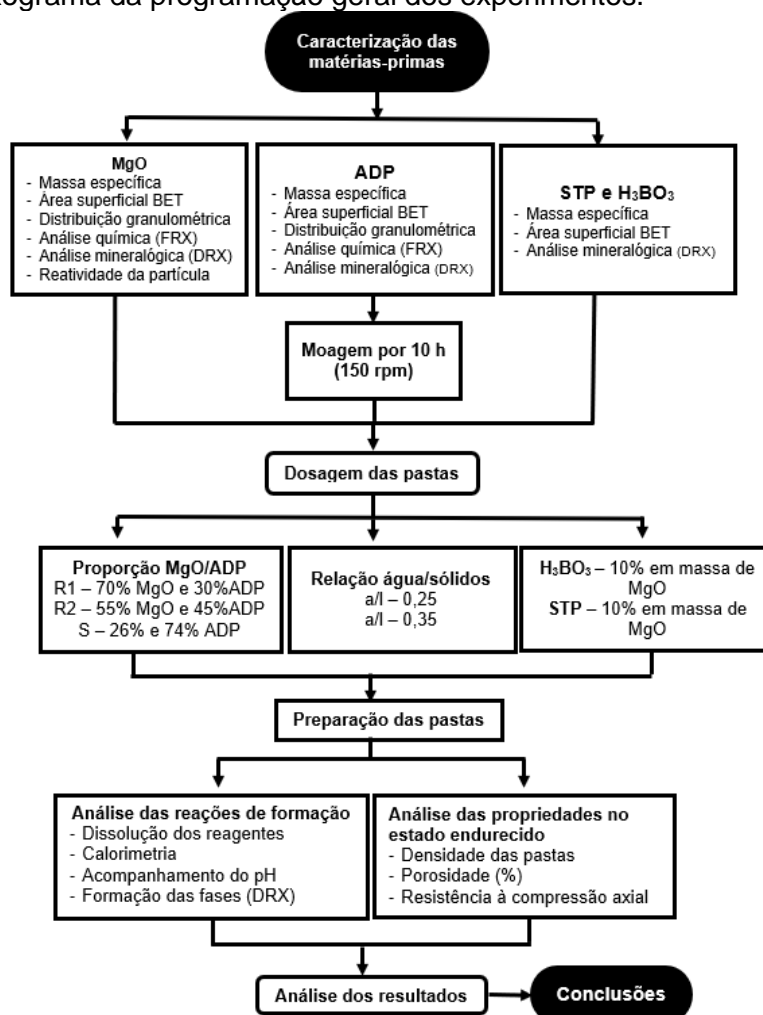 ograma da programação geral dos experimentos.
Caracterização das
matérias-primas
MgO
- Massa específica
- Área superficial BET
- Distribuição granulométrica
- Análise química (FRX)
- Análise mineralógica (DRX)
- Reatividade da partícula
ADP
- Massa específica
- Área superficial BET
- Distribuição granulométrica
- Análise química (FRX)
- Análise mineralógica (DRX)
STP e H₃BO₃
- Massa específica
- Área superficial BET
- Análise mineralógica (DRX)
Moagem por 10 h
(150 rpm)
Dosagem das pastas
Proporção MgO/ADP
R1 – 70% MgO e 30%ADP
R2 – 55% MgO e 45%ADP
S – 26% e 74% ADP
Relação água/sólidos
a/l – 0,25
a/l – 0,35
H₃BO₃ – 10% em massa de
MgO
STP – 10% em massa de
MgO
Preparação das pastas
Análise das reações de formação
- Dissolução dos reagentes
- Calorimetria
- Acompanhamento do pH
- Formação das fases (DRX)
Análise das propriedades no
estado endurecido
- Densidade das pastas
- Porosidade (%)
- Resistência à compressão axial
Análise dos resultados
Conclusões